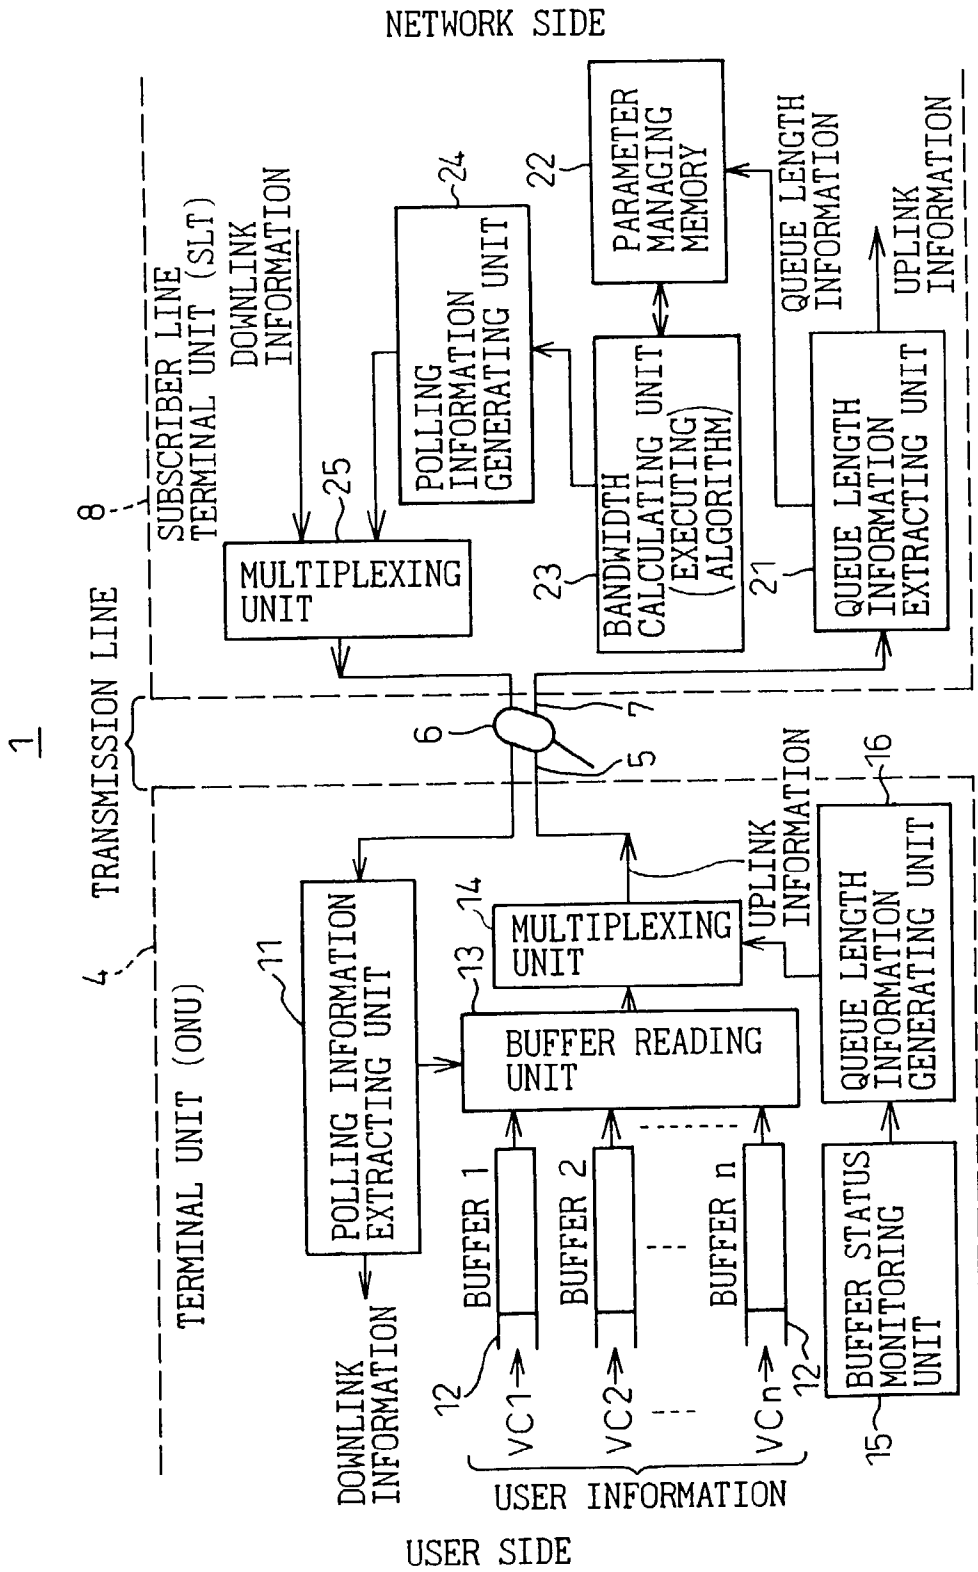 1
TRANSMISSION LINE
4
8
TERMINAL UNIT (ONU)
SUBSCRIBER LINE
TERMINAL UNIT (SLT)
USER SIDE
NETWORK SIDE
DOWNLINK
INFORMATION
11
POLLING INFORMATION
EXTRACTING UNIT
12
BUFFER 1
VC1
BUFFER 2
VC2
BUFFER n
VCn
12
USER INFORMATION
13
BUFFER READING
UNIT
14
MULTIPLEXING
UNIT
UPLINK
INFORMATION
15
BUFFER STATUS
MONITORING
UNIT
16
QUEUE LENGTH
INFORMATION
GENERATING UNIT
6
5
7
25
MULTIPLEXING
UNIT
DOWNLINK
INFORMATION
24
POLLING
INFORMATION
GENERATING UNIT
23
BANDWIDTH
CALCULATING UNIT
(EXECUTING
ALGORITHM)
22
PARAMETER
MANAGING
MEMORY
21
QUEUE LENGTH
INFORMATION
EXTRACTING UNIT
QUEUE LENGTH
INFORMATION
UPLINK
INFORMATION